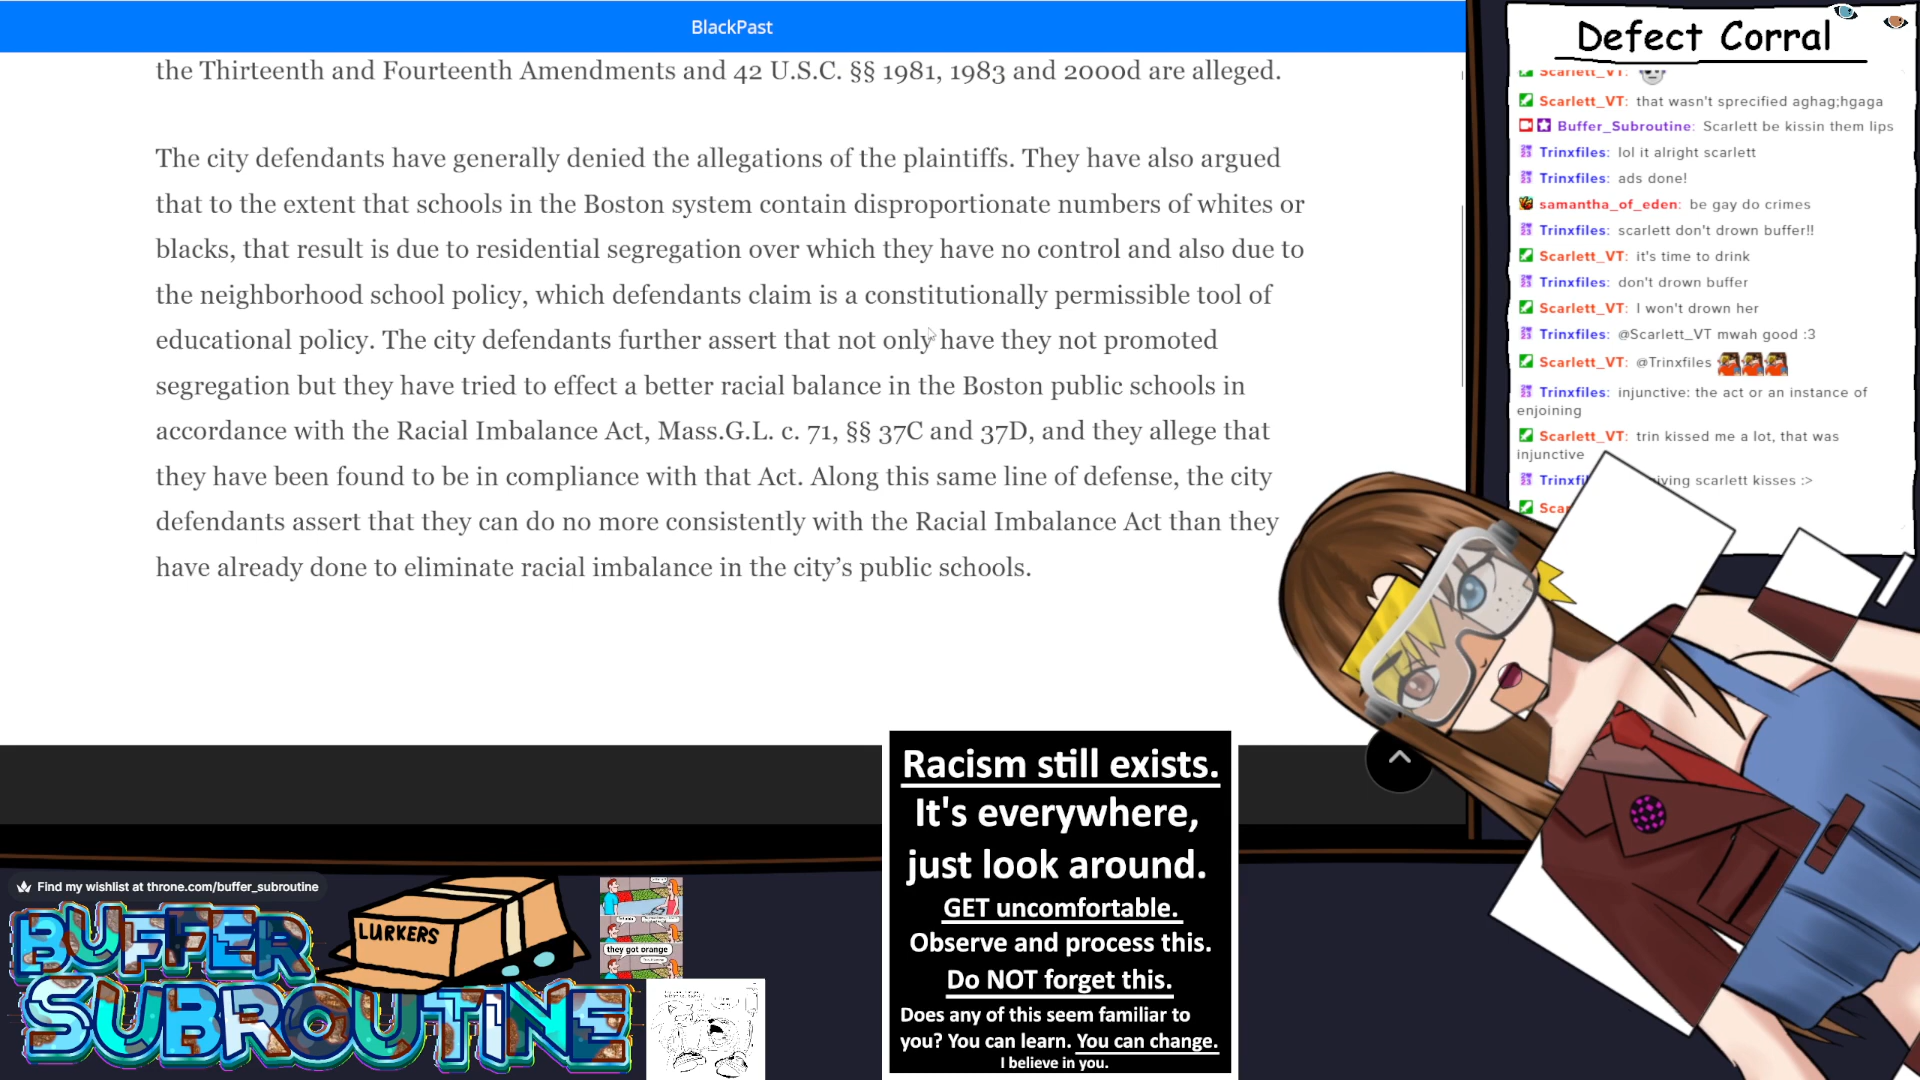 BlackPast
the Thirteenth and Fourteenth Amendments and 42 U.S.C. §§ 1981, 1983 and 2000d are alleged.
The city defendants have generally denied the allegations of the plaintiffs. They have also argued
that to the extent that schools in the Boston system contain disproportionate numbers of whites or
blacks, that result is due to residential segregation over which they have no control and also due to
the neighborhood school policy, which defendants claim is a constitutionally permissible tool of
educational policy. The city defendants further assert that not only have they not promoted
segregation but they have tried to effect a better racial balance in the Boston public schools in
accordance with the Racial Imbalance Act, Mass.G.L. c. 71, §§ 37C and 37D, and they allege that
they have been found to be in compliance with that Act. Along this same line of defense, the city
defendants assert that they can do no more consistently with the Racial Imbalance Act than they
have already done to eliminate racial imbalance in the city’s public schools.
Defect Corral
Scarlett_VT:
Scarlett_VT: that wasn't sprecified aghag;hgaga
Buffer_Subroutine: Scarlett be kissin them lips
Trinxfiles: lol it alright scarlett
Trinxfiles: ads done!
samantha_of_eden: be gay do crimes
Trinxfiles: scarlett don't drown buffer!!
Scarlett_VT: it's time to drink
Trinxfiles: don't drown buffer
Scarlett_VT: I won't drown her
Trinxfiles: @Scarlett_VT mwah good :3
Scarlett_VT: @Trinxfiles
Trinxfiles: injunctive: the act or an instance of
enjoining
Scarlett_VT: trin kissed me a lot, that was
injunctive
Trinxfi iving scarlett kisses :>
Scar
Racism still exists.
It's everywhere,
just look around.
GET uncomfortable.
Observe and process this.
Do NOT forget this.
Does any of this seem familiar to
you? You can learn. You can change.
I believe in you.
Find my wishlist at throne.com/buffer_subroutine
BUFFER
SUBROUTINE
LURKERS
they got orange